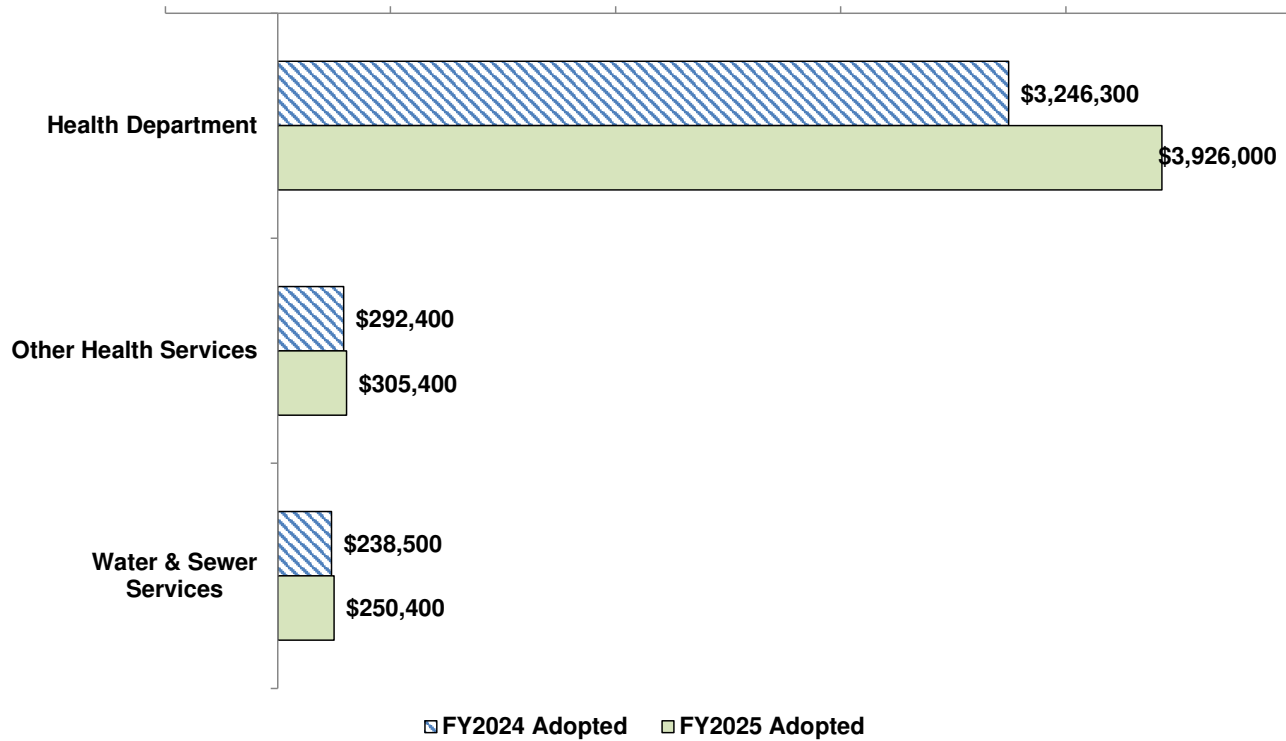 Health Department
$3,246,300
$3,926,000
Other Health Services
$292,400
$305,400
Water & Sewer
Services
$238,500
$250,400
FY2024 Adopted FY2025 Adopted